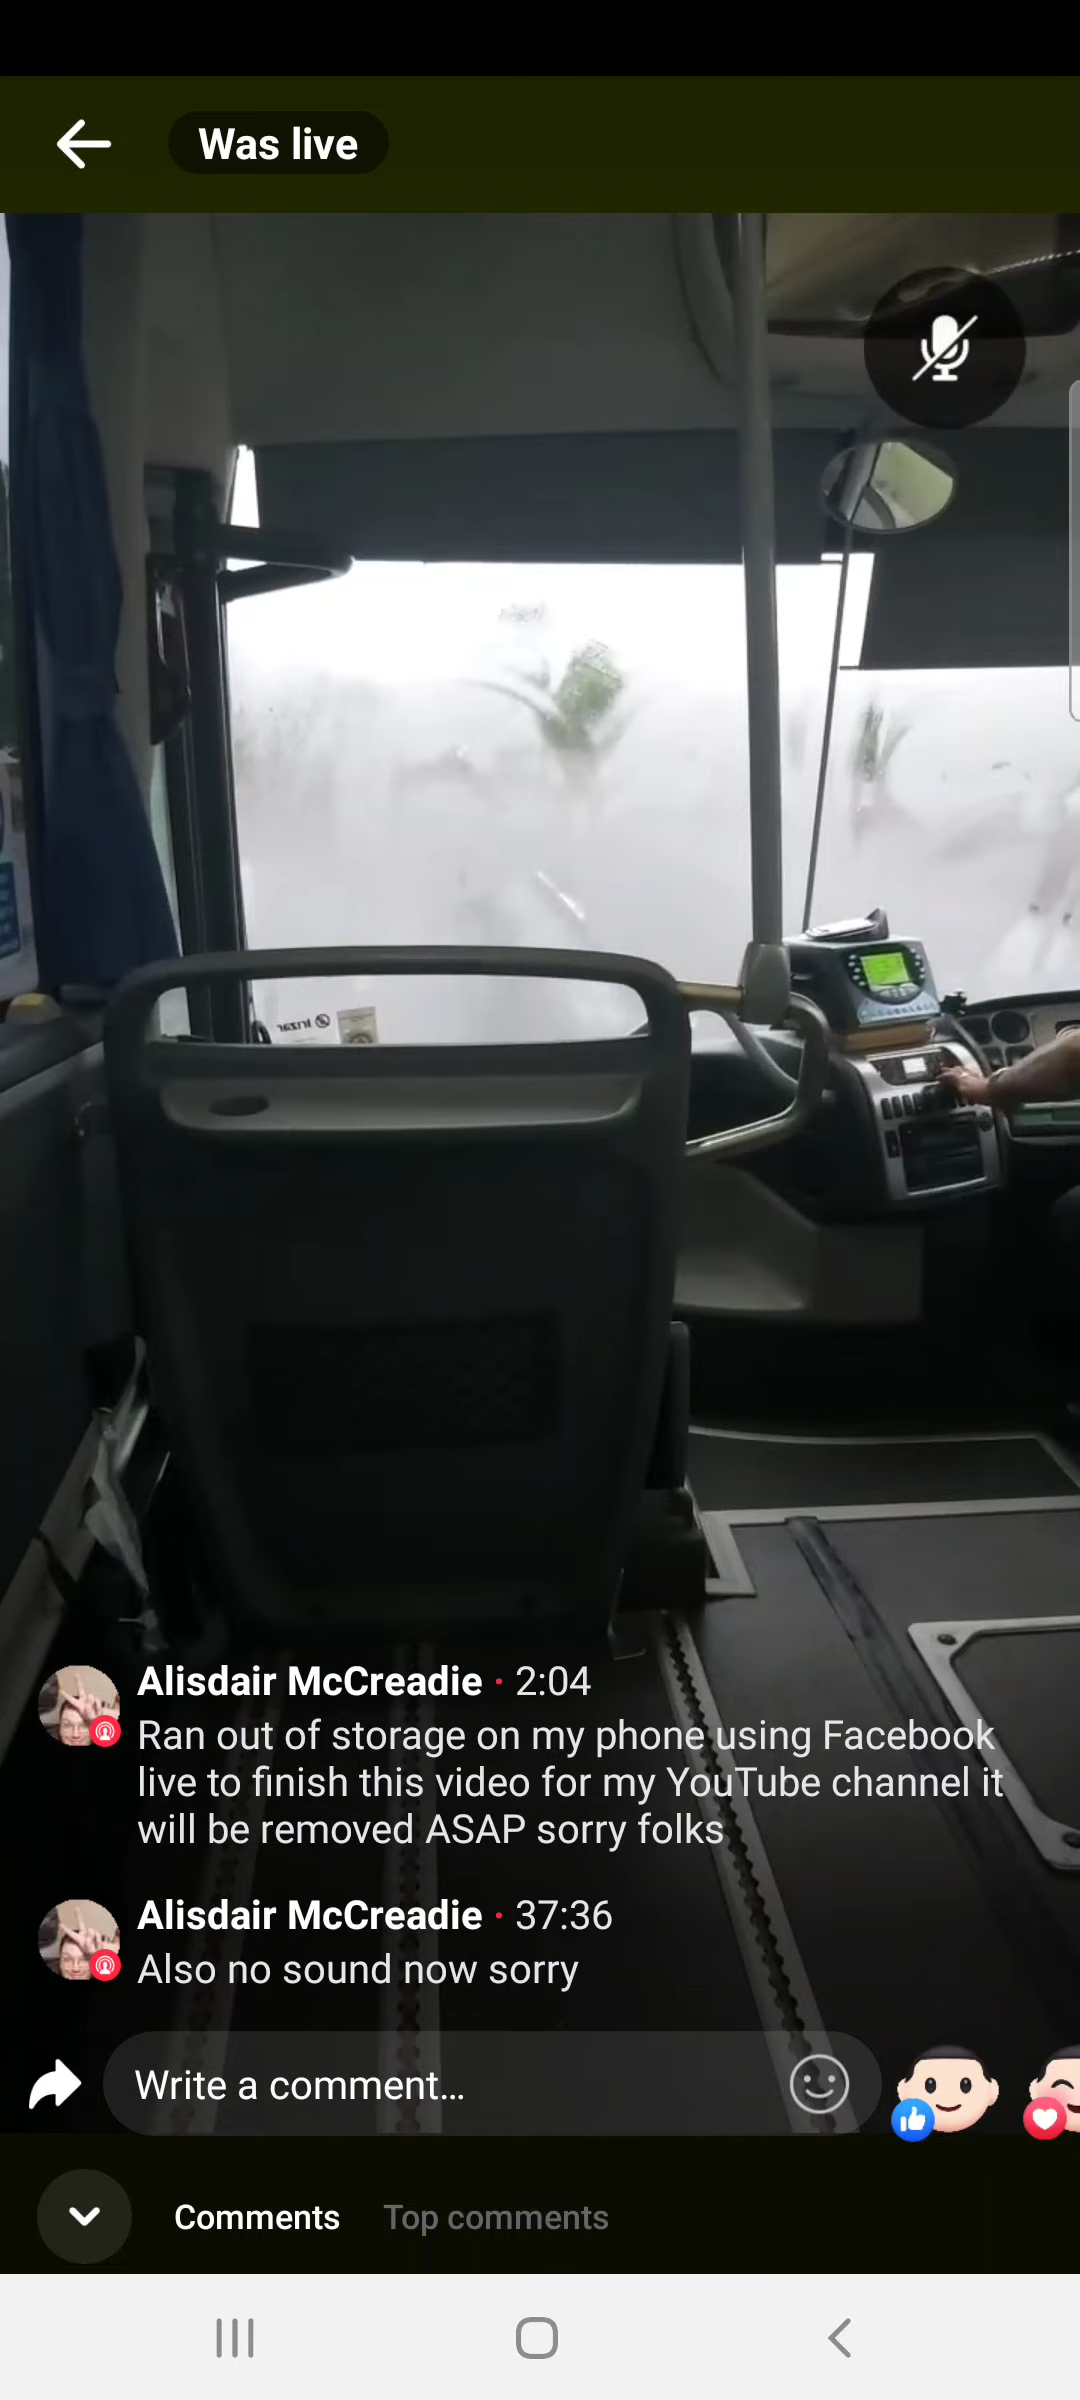 Was live
Irizar
Alisdair McCreadie · 2:04
Ran out of storage on my phone using Facebook
live to finish this video for my YouTube channel it
will be removed ASAP sorry folks
Alisdair McCreadie · 37:36
Also no sound now sorry
Write a comment...
Comments
Top comments